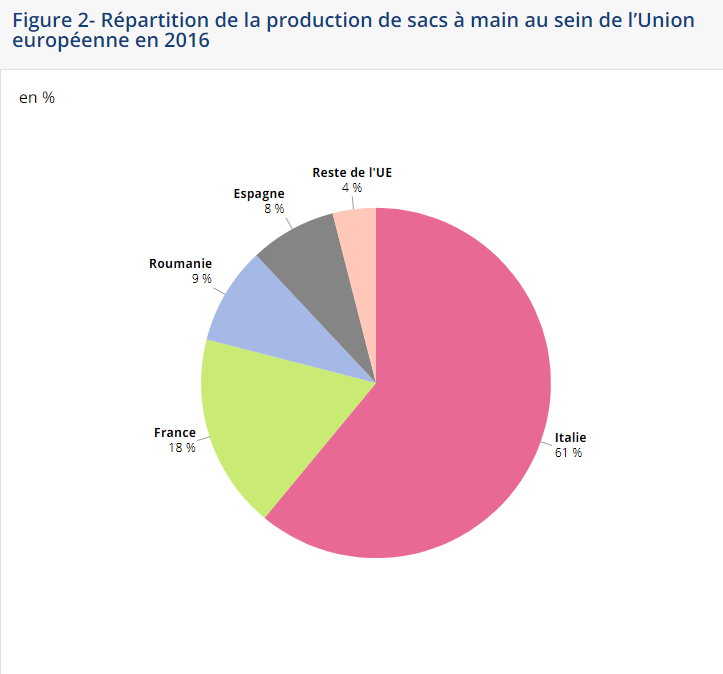 Figure 2- Répartition de la production de sacs à main au sein de l’Union
européenne en 2016
en %
Reste de l'UE
4 %
Espagne
8 %
Roumanie
9 %
France
18 %
Italie
61 %